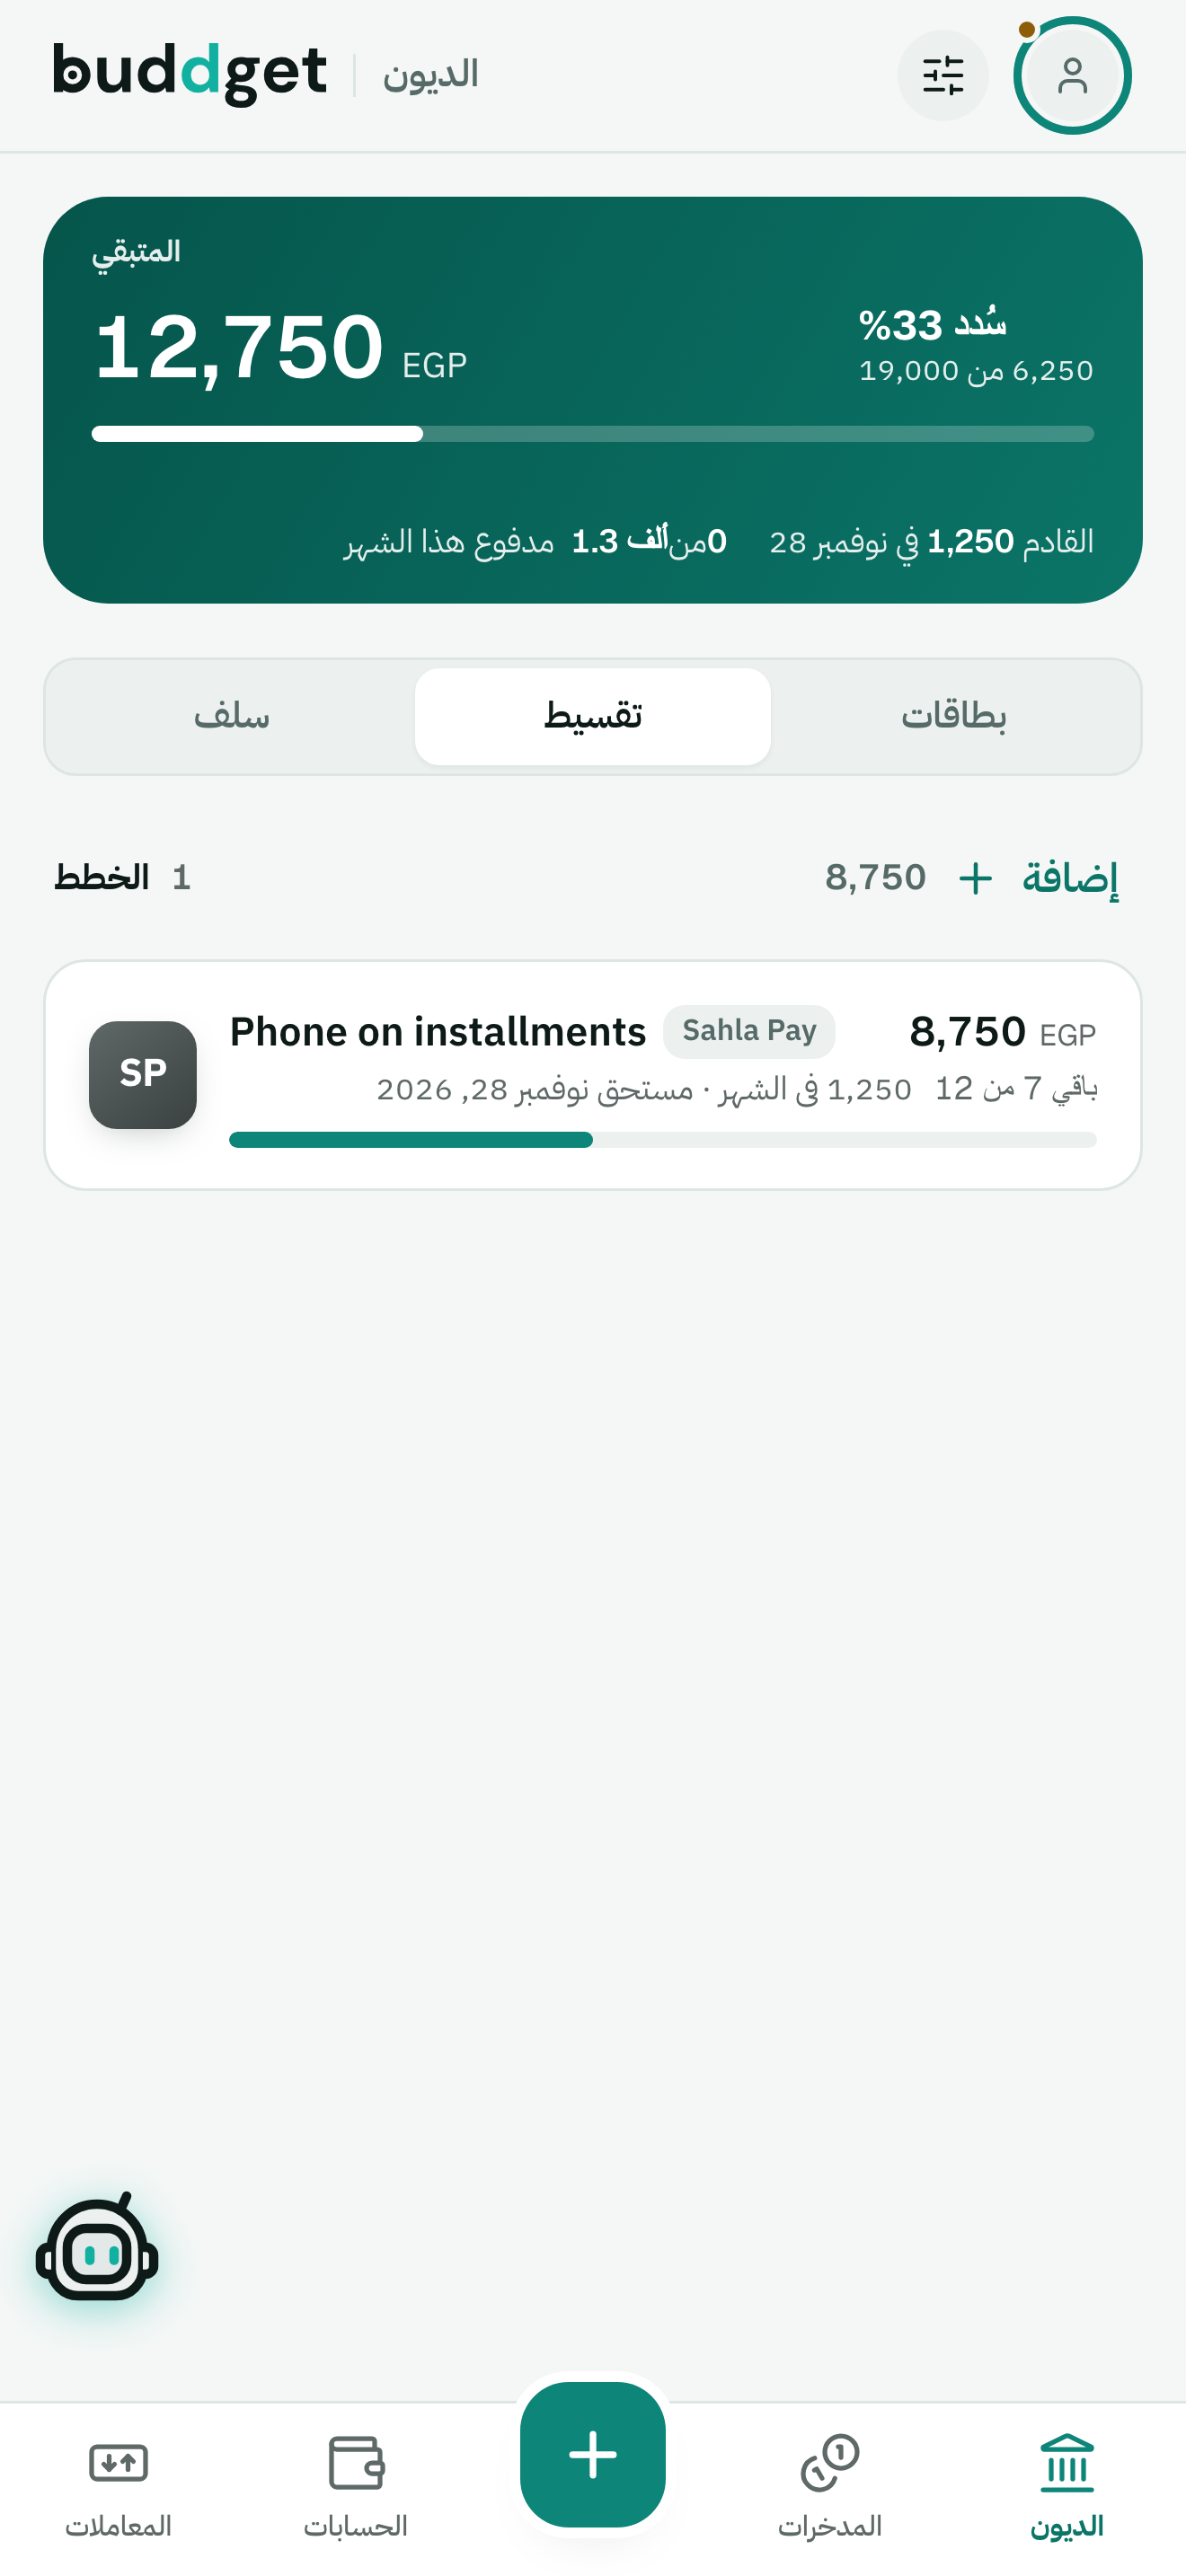 buddget | الديون
المتبقي
12,750 EGP
سُدد 33%
6,250 من 19,000
القادم 1,250 في نوفمبر 28
0 من ألف 1.3 مدفوع هذا الشهر
بطاقات
تقسيط
سلف
الخطط 1
8,750 + إضافة
SP
Phone on installments Sahla Pay 8,750 EGP
1,250 في الشهر · مستحق نوفمبر 28, 2026
باقي 7 من 12
المعاملات
الحسابات
المدخرات
الديون